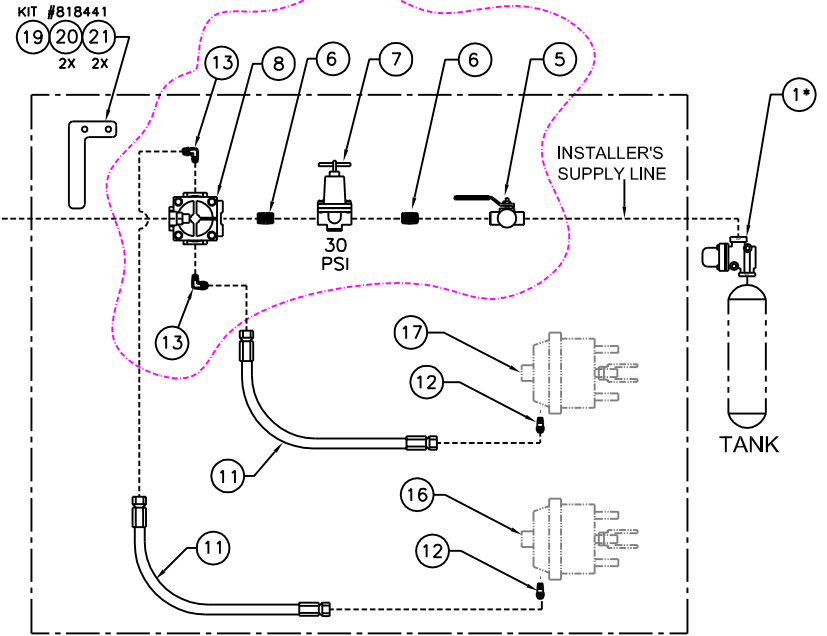 KIT #818441
19 20 21
2X 2X
13
8
6
7
6
5
1*
INSTALLER'S
SUPPLY LINE
30
PSI
13
17
12
TANK
11
16
11
12